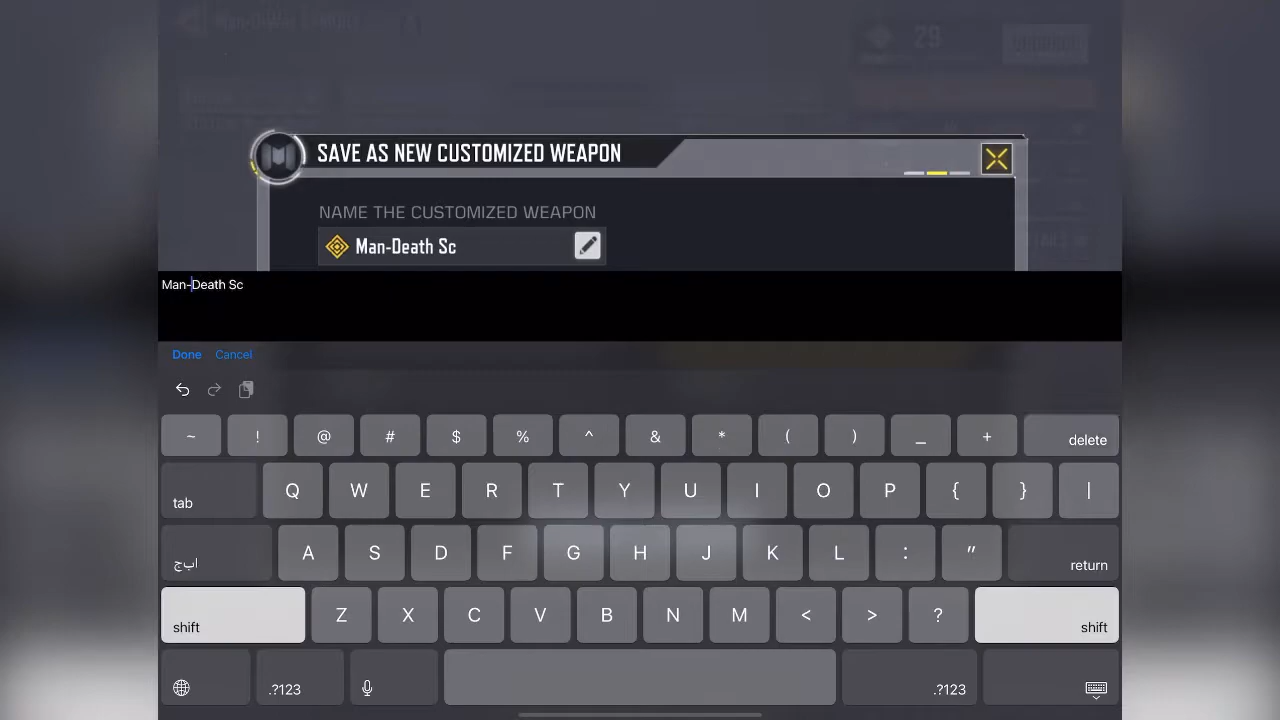 29
SAVE AS NEW CUSTOMIZED WEAPON
NAME THE CUSTOMIZED WEAPON
Man-Death Sc
Man-Death Sc
Done Cancel
~ ! @ # $ % ^ & * ( ) _ + delete
tab Q W E R T Y U I O P { } |
ابج A S D F G H J K L : " return
shift Z X C V B N M < > ? shift
.?123 .?123